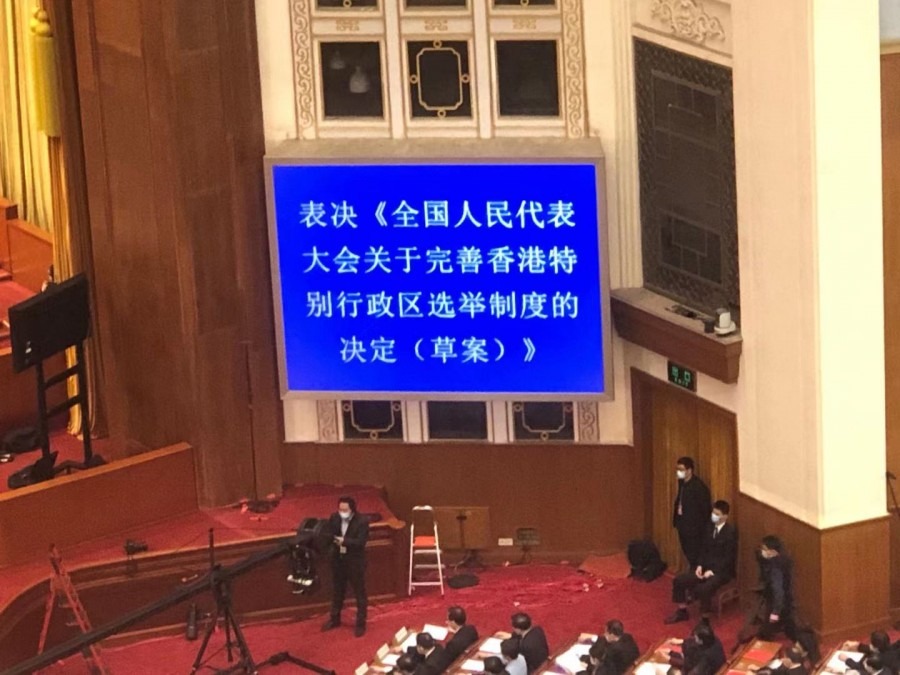 表决《全国人民代表
大会关于完善香港特
别行政区选举制度的
决定（草案）》